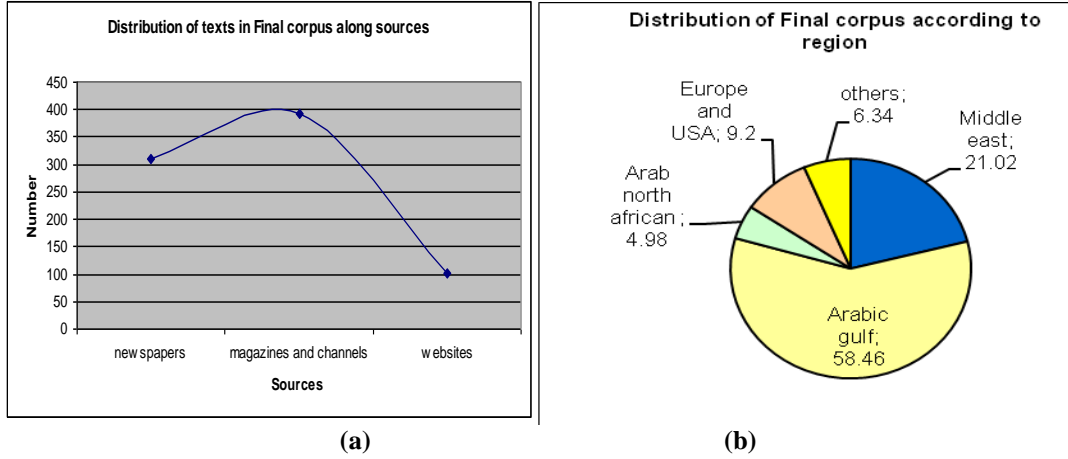 Distribution of texts in Final corpus along sources
Number
450
400
350
300
250
200
150
100
50
0
newspapers
magazines and channels
websites
Sources
(a)
Distribution of Final corpus according to
region
Europe
and
USA; 9.2
others;
6.34
Middle
east;
21.02
Arab
north
african ;
4.98
Arabic
gulf;
58.46
(b)